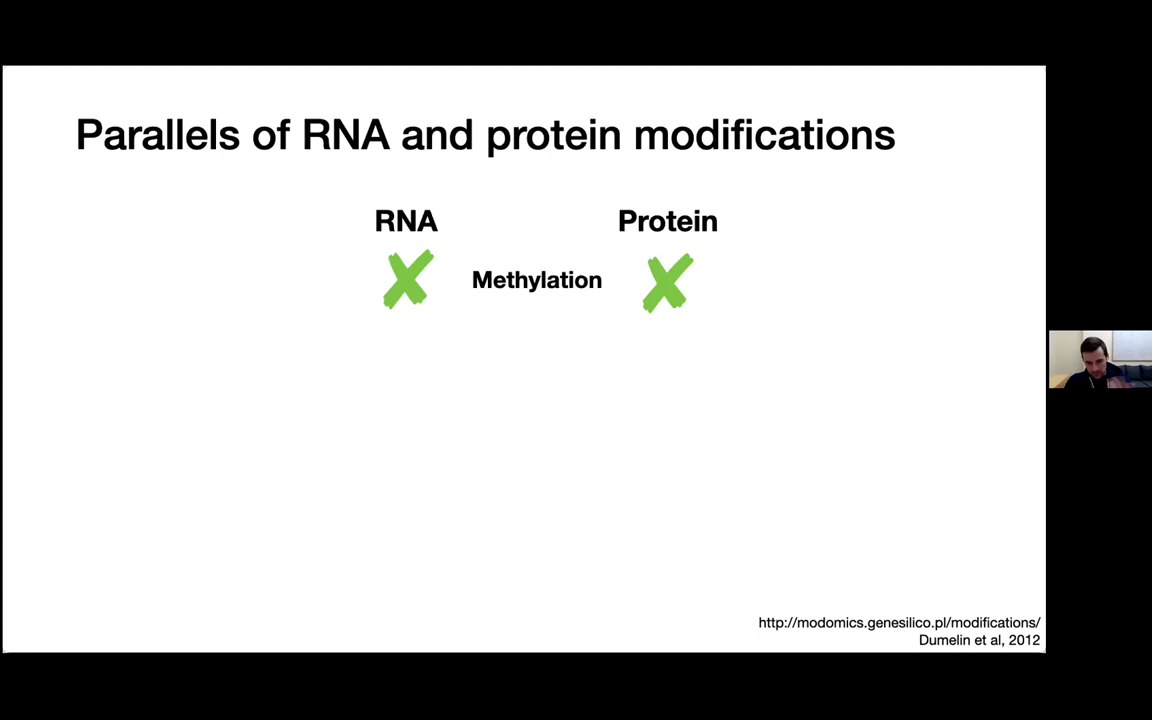 Parallels of RNA and protein modifications
RNA Protein
Methylation
http://modomics.genesilico.pl/modifications/
Dumelin et al, 2012